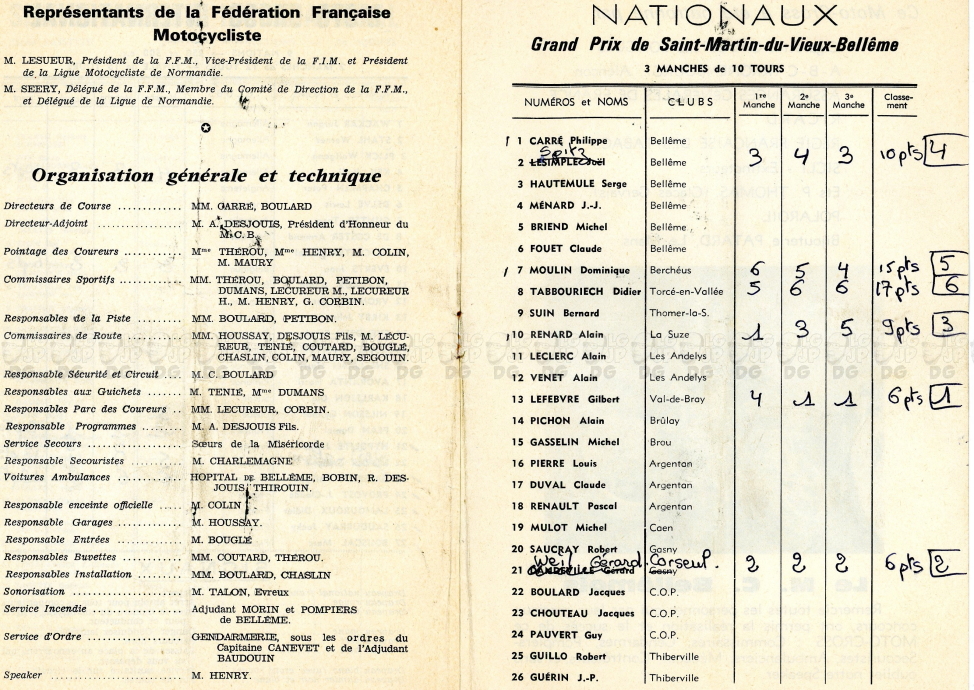 Représentants de la Fédération Française
Motocycliste
M. LESUEUR, Président de la F.F.M., Vice-Président de la F.I.M. et Président
de la Ligue Motocycliste de Normandie.
M. SEERY, Délégué de la F.F.M., Membre du Comité de Direction de la F.F.M.,
et Délégué de la Ligue de Normandie.
Organisation générale et technique
Directeurs de Course ............ MM. GARRÉ, BOULARD
Directeur-Adjoint ............ M. A. DESJOUIS, Président d'Honneur du
M.C.B.
Pointage des Coureurs ............ Mme THÉROU, Mme HENRY, M. COLIN,
M. MAURY
Commissaires Sportifs ............ MM. THÉROU, BOULARD, PETIBON,
DUMANS, LECUREUR M., LECUREUR
H., M. HENRY, G. CORBIN.
Responsables de la Piste ........ MM. BOULARD, PETIBON.
Commissaires de Route ............ MM. HOUSSAY, DESJOUIS Fils, M. LÉCU-
REUR, TENIÉ, COUTARD, BOUGLÉ,
CHASLIN, COLIN, MAURY, SEGOUIN.
Responsable Sécurité et Circuit .... M. C. BOULARD
Responsables aux Guichets ........ M. TENIÉ, Mme DUMANS
Responsables Parc des Coureurs .. MM. LECUREUR, CORBIN.
Responsable Programmes ........ M. A. DESJOUIS Fils.
Service Secours ............ Sœurs de la Miséricorde
Responsable Secouristes ........ M. CHARLEMAGNE
Voitures Ambulances ............ HOPITAL DE BELLÊME, BOBIN, R. DES-
JOUIS, THIROUIN.
Responsable enceinte officielle .... M. COLIN
Responsable Garages ............ M. HOUSSAY.
Responsable Entrées ............ M. BOUGLÉ
Responsables Buvettes ............ MM. COUTARD, THÉROU.
Responsables Installation ........ MM. BOULARD, CHASLIN
Sonorisation ............ M. TALON, Evreux
Service Incendie ............ Adjudant MORIN et POMPIERS
de BELLÊME.
Service d'Ordre ............ GENDARMERIE, sous les ordres du
Capitaine CANEVET et de l'Adjudant
BAUDOUIN
Speaker ............ M. HENRY.
NATIONAUX
Grand Prix de Saint-Martin-du-Vieux-Bellême
3 MANCHES de 10 TOURS
NUMÉROS et NOMS CLUBS 1re Manche 2e Manche 3e Manche Classe-ment
1 CARRÉ Philippe Bellême
Spitz
2 LESIMPLE Joël Bellême 3 4 3 10 pts 4
3 HAUTEMULE Serge Bellême
4 MÉNARD J.-J. Bellême
5 BRIEND Michel Bellême
6 FOUET Claude Bellême
7 MOULIN Dominique Berchéus 6 5 4 15 pts 5
8 TABBOURIECH Didier Torcé-en-Vallée 5 6 6 17 pts 6
9 SUIN Bernard Thomer-la-S.
10 RENARD Alain La Suze 1 3 5 9 pts 3
11 LECLERC Alain Les Andelys
12 VENET Alain Les Andelys
13 LEFEBVRE Gilbert Val-de-Bray 4 1 1 6 pts 1
14 PICHON Alain Brûlay
15 GASSELIN Michel Brou
16 PIERRE Louis Argentan
17 DUVAL Claude Argentan
18 RENAULT Pascal Argentan
19 MULOT Michel Caen
20 SAUCRAY Robert Gasny
Weil Gérard Corseul.
21 Gérard Gasny 2 2 2 6 pts 2
22 BOULARD Jacques C.O.P.
23 CHOUTEAU Jacques C.O.P.
24 PAUVERT Guy C.O.P.
25 GUILLO Robert Thiberville
26 GUÉRIN J.-P. Thiberville